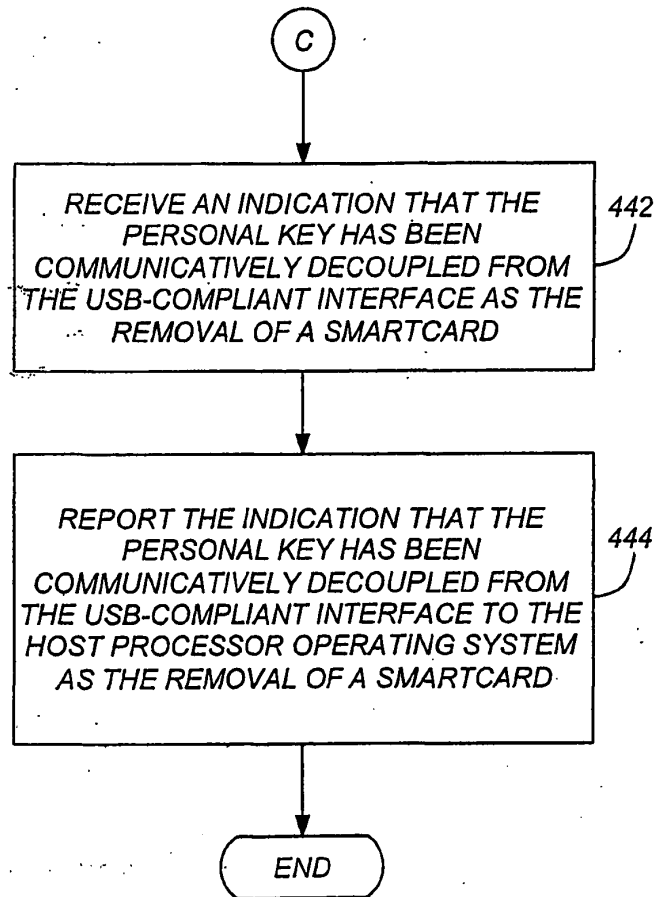 C
RECEIVE AN INDICATION THAT THE
PERSONAL KEY HAS BEEN
COMMUNICATIVELY DECOUPLED FROM
THE USB-COMPLIANT INTERFACE AS THE
REMOVAL OF A SMARTCARD
442
REPORT THE INDICATION THAT THE
PERSONAL KEY HAS BEEN
COMMUNICATIVELY DECOUPLED FROM
THE USB-COMPLIANT INTERFACE TO THE
HOST PROCESSOR OPERATING SYSTEM
AS THE REMOVAL OF A SMARTCARD
444
END